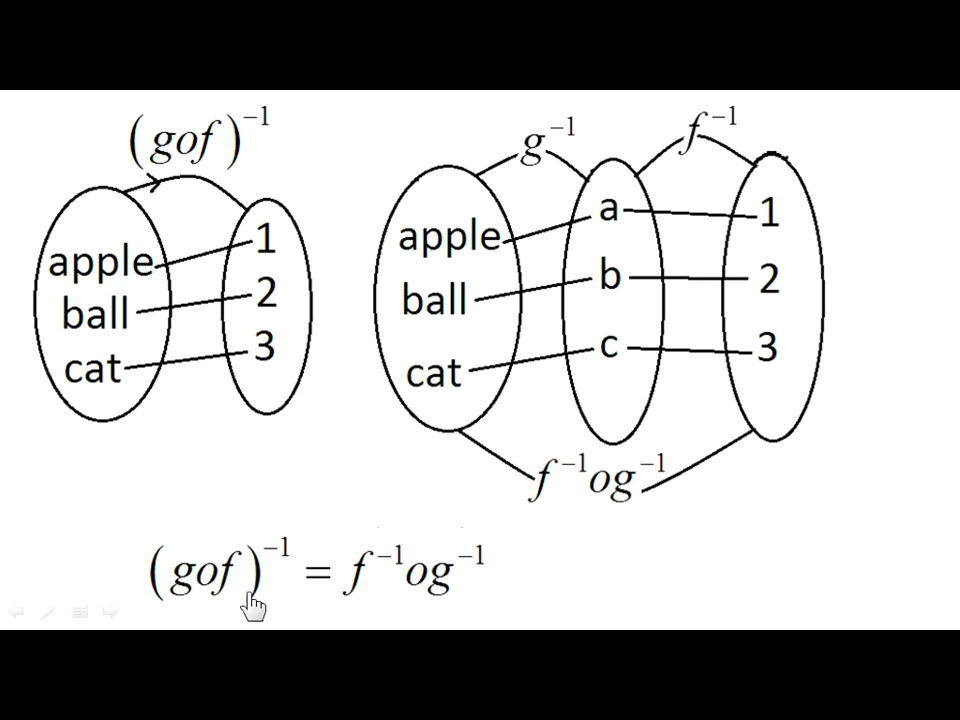 (gof)⁻¹
apple 1
ball 2
cat 3
g⁻¹ f⁻¹
apple a 1
ball b 2
cat c 3
f⁻¹og⁻¹
(gof)⁻¹ = f⁻¹og⁻¹